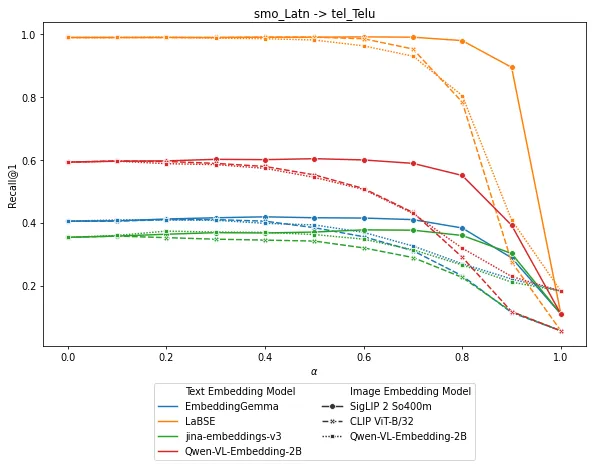 smo_Latn -> tel_Telu
1.0
0.8
0.6
0.4
0.2
Recall@1
0.0 0.2 0.4 0.6 0.8 1.0
α
Text Embedding Model Image Embedding Model
EmbeddingGemma SigLIP 2 So400m
LaBSE CLIP ViT-B/32
jina-embeddings-v3 Qwen-VL-Embedding-2B
Qwen-VL-Embedding-2B